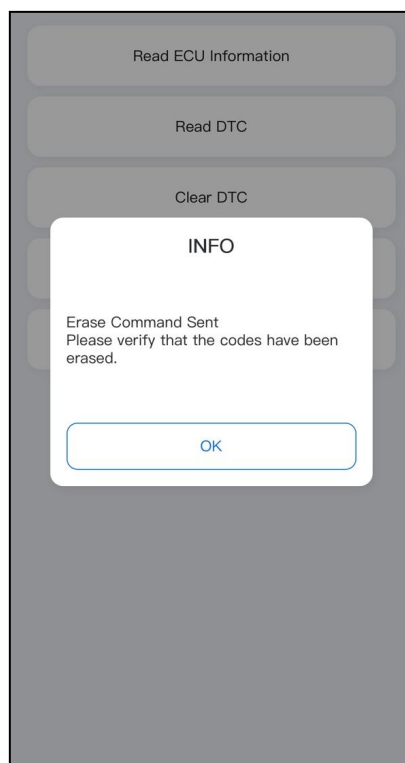 Read ECU Information
Read DTC
Clear DTC
INFO
Erase Command Sent
Please verify that the codes have been
erased.
OK